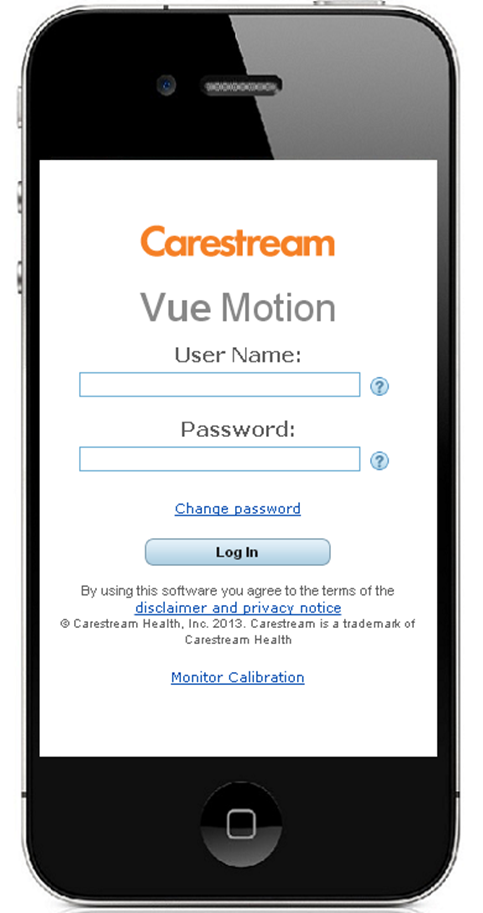 Carestream
Vue Motion
User Name:
?
Password:
?
Change password
Log In
By using this software you agree to the terms of the
disclaimer and privacy notice
© Carestream Health, Inc. 2013. Carestream is a trademark of
Carestream Health
Monitor Calibration